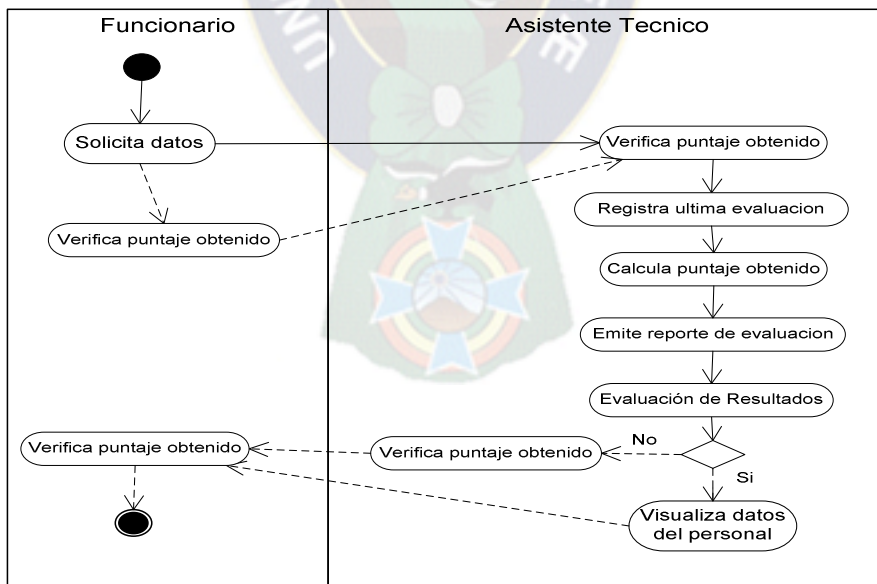 Funcionario
Asistente Tecnico
Solicita datos
Verifica puntaje obtenido
Verifica puntaje obtenido
Registra ultima evaluacion
Calcula puntaje obtenido
Emite reporte de evaluacion
Evaluación de Resultados
No
Si
Verifica puntaje obtenido
Verifica puntaje obtenido
Visualiza datos
del personal